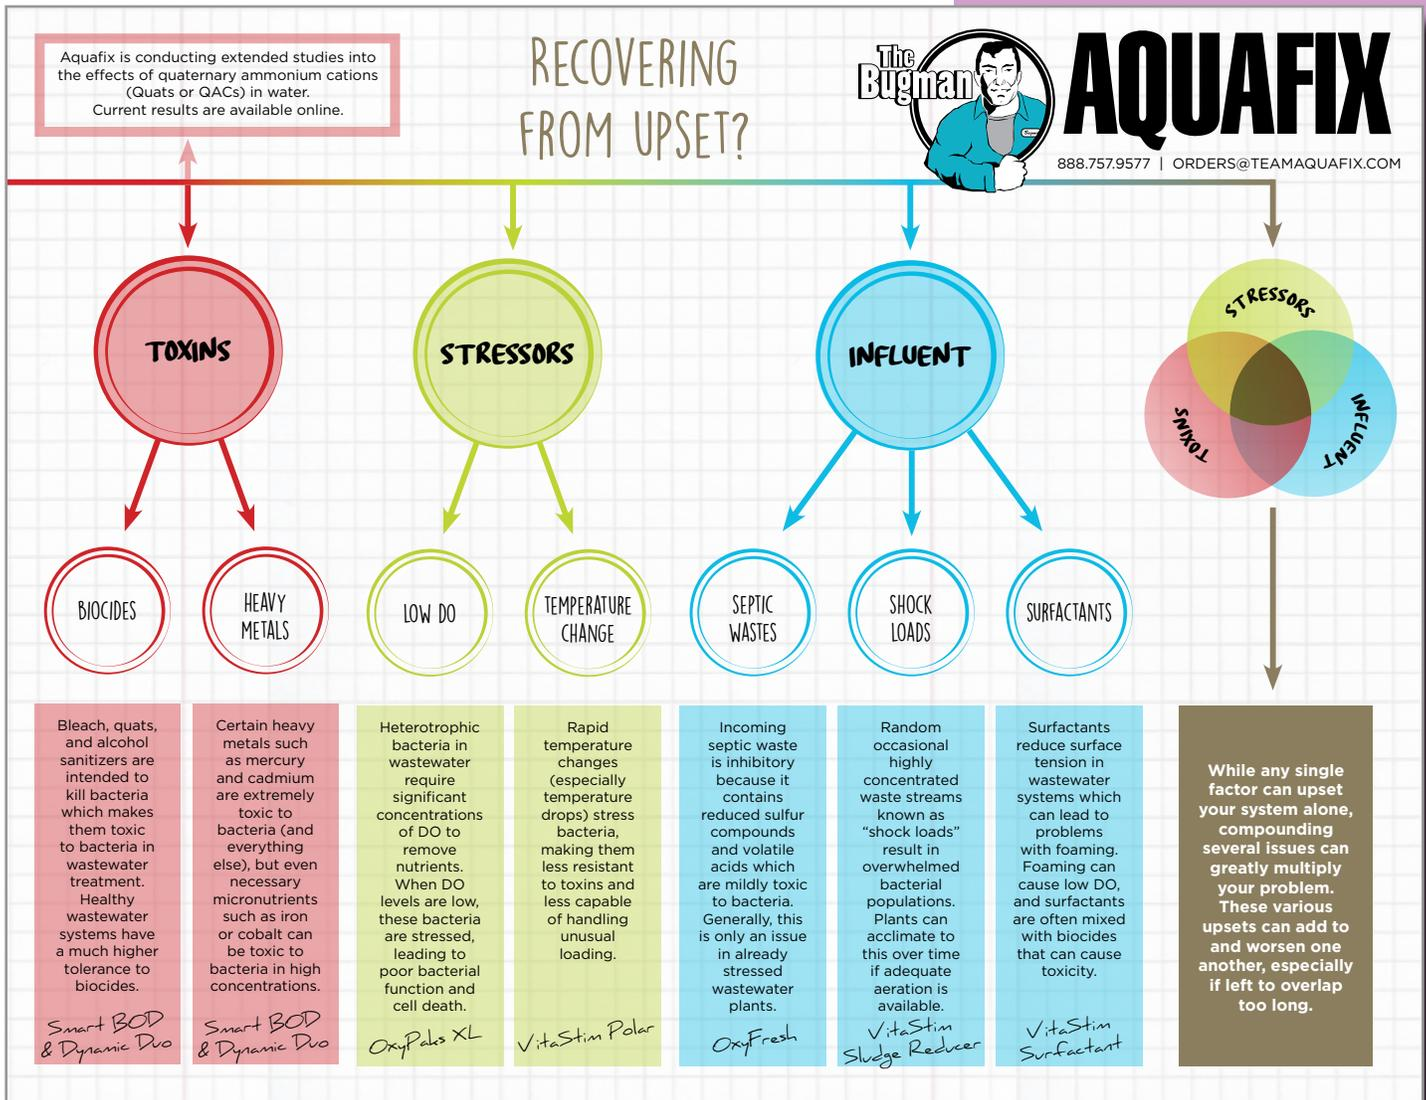 Aquafix is conducting extended studies into
the effects of quaternary ammonium cations
(Quats or QACs) in water.
Current results are available online.
RECOVERING
FROM UPSET?
The
Bugman
AQUAFIX
888.757.9577 | ORDERS@TEAMAQUAFIX.COM
TOXINS
STRESSORS
INFLUENT
STRESSORS
TOXINS
INFLUENT
BIOCIDES
HEAVY
METALS
LOW DO
TEMPERATURE
CHANGE
SEPTIC
WASTES
SHOCK
LOADS
SURFACTANTS
Bleach, quats,
and alcohol
sanitizers are
intended to
kill bacteria
which makes
them toxic
to bacteria in
wastewater
treatment.
Healthy
wastewater
systems have
a much higher
tolerance to
biocides.
Smart BOD
& Dynamic Duo
Certain heavy
metals such
as mercury
and cadmium
are extremely
toxic to
bacteria (and
everything
else), but even
necessary
micronutrients
such as iron
or cobalt can
be toxic to
bacteria in high
concentrations.
Smart BOD
& Dynamic Duo
Heterotrophic
bacteria in
wastewater
require
significant
concentrations
of DO to
remove
nutrients.
When DO
levels are low,
these bacteria
are stressed,
leading to
poor bacterial
function and
cell death.
OxyPaks XL
Rapid
temperature
changes
(especially
temperature
drops) stress
bacteria,
making them
less resistant
to toxins and
less capable
of handling
unusual
loading.
VitaStim Polar
Incoming
septic waste
is inhibitory
because it
contains
reduced sulfur
compounds
and volatile
acids which
are mildly toxic
to bacteria.
Generally, this
is only an issue
in already
stressed
wastewater
plants.
OxyFresh
Random
occasional
highly
concentrated
waste streams
known as
“shock loads”
result in
overwhelmed
bacterial
populations.
Plants can
acclimate to
this over time
if adequate
aeration is
available.
VitaStim
Sludge Reducer
Surfactants
reduce surface
tension in
wastewater
systems which
can lead to
problems
with foaming.
Foaming can
cause low DO,
and surfactants
are often mixed
with biocides
that can cause
toxicity.
VitaStim
Surfactant
While any single
factor can upset
your system alone,
compounding
several issues can
greatly multiply
your problem.
These various
upsets can add to
and worsen one
another, especially
if left to overlap
too long.